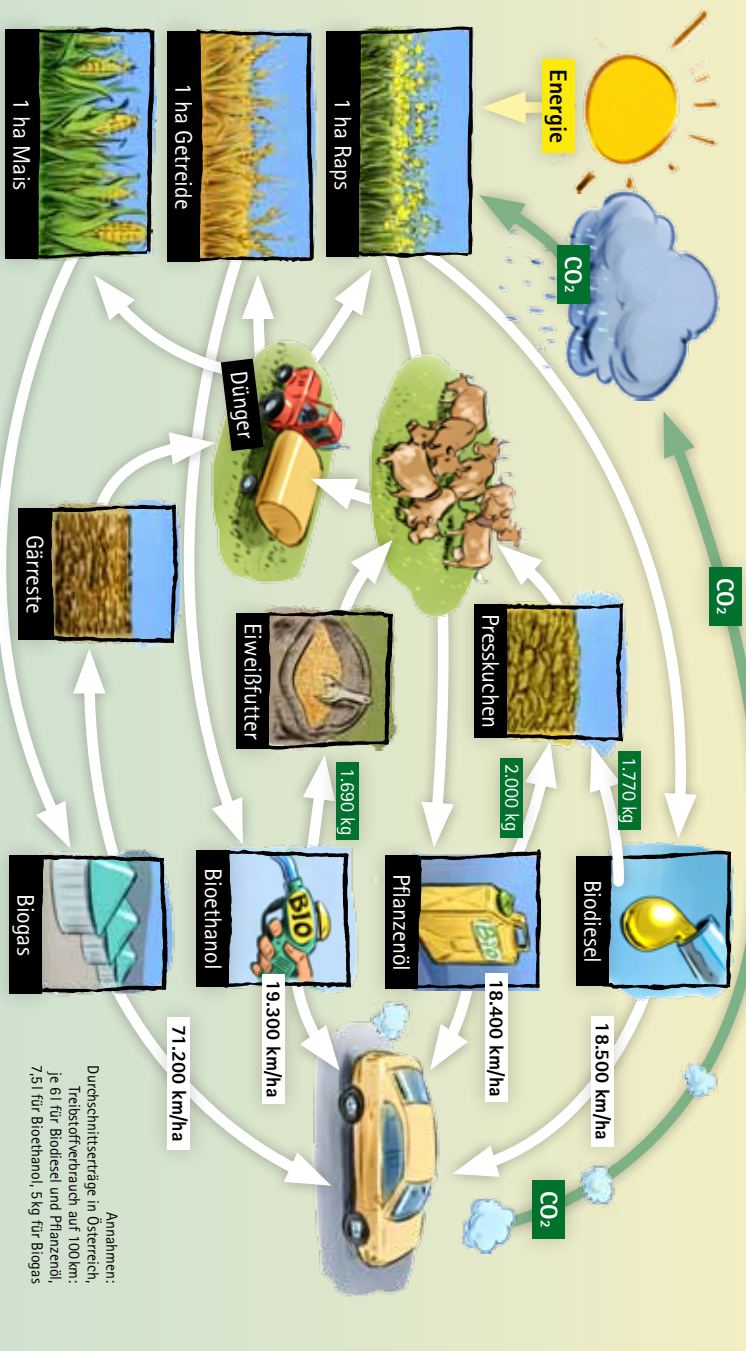 Energie
CO₂
CO₂
CO₂
1 ha Raps
1 ha Getreide
1 ha Mais
Dünger
Presskuchen
Eiweißfutter
Gärreste
1.770 kg
2.000 kg
1.690 kg
Biodiesel
Pflanzenöl
BIO
Bioethanol
BIO
Biogas
18.500 km/ha
18.400 km/ha
19.300 km/ha
71.200 km/ha
Annahmen:
Durchschnittserträge in Österreich,
Treibstoffverbrauch auf 100 km:
je 6 l für Biodiesel und Pflanzenöl,
7,5 l für Bioethanol, 5 kg für Biogas